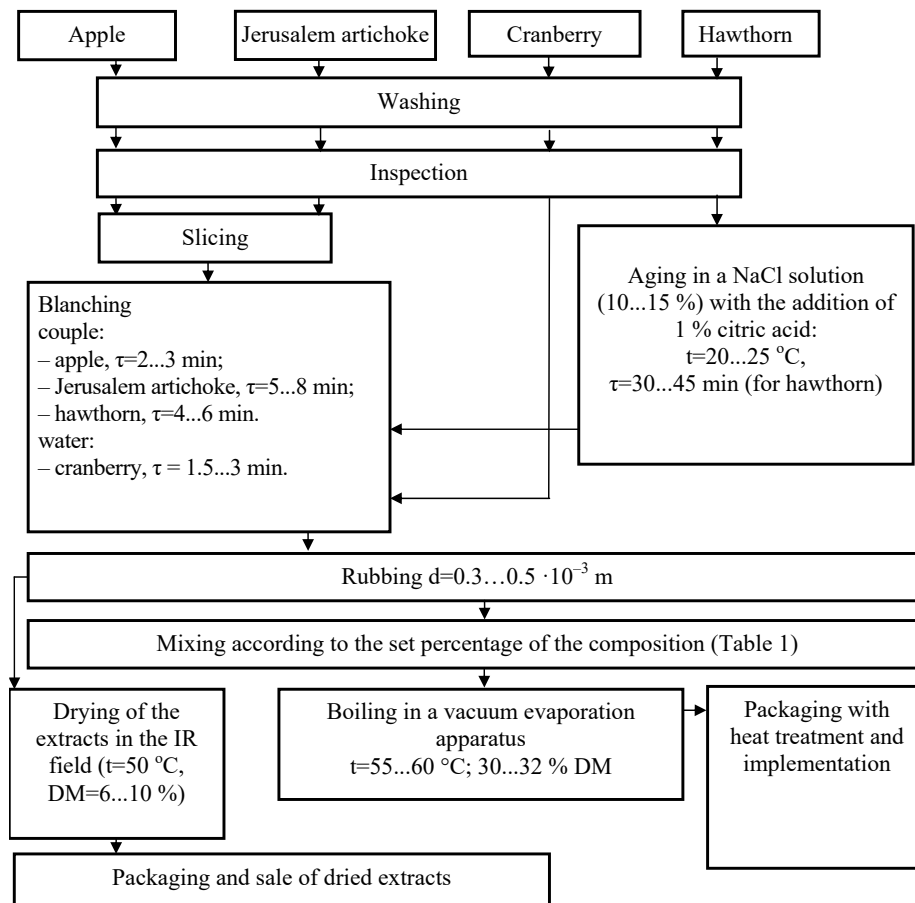 Apple
Jerusalem artichoke
Cranberry
Hawthorn
Washing
Inspection
Slicing
Aging in a NaCl solution
(10...15 %) with the addition of
1 % citric acid:
t=20...25 °C,
τ=30...45 min (for hawthorn)
Blanching
couple:
– apple, τ=2...3 min;
– Jerusalem artichoke, τ=5...8 min;
– hawthorn, τ=4...6 min.
water:
– cranberry, τ = 1.5...3 min.
Rubbing d=0.3…0.5 ·10⁻³ m
Mixing according to the set percentage of the composition (Table 1)
Drying of the
extracts in the IR
field (t=50 °C,
DM=6...10 %)
Boiling in a vacuum evaporation
apparatus
t=55...60 °C; 30...32 % DM
Packaging with
heat treatment and
implementation
Packaging and sale of dried extracts